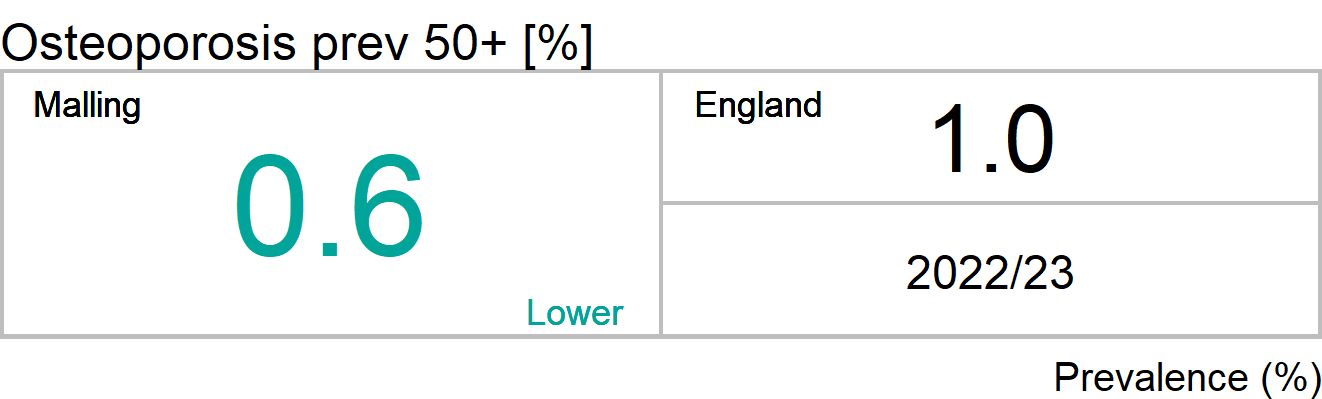 Osteoporosis prev 50+ [%]
Malling
0.6
Lower
England
1.0
2022/23
Prevalence (%)